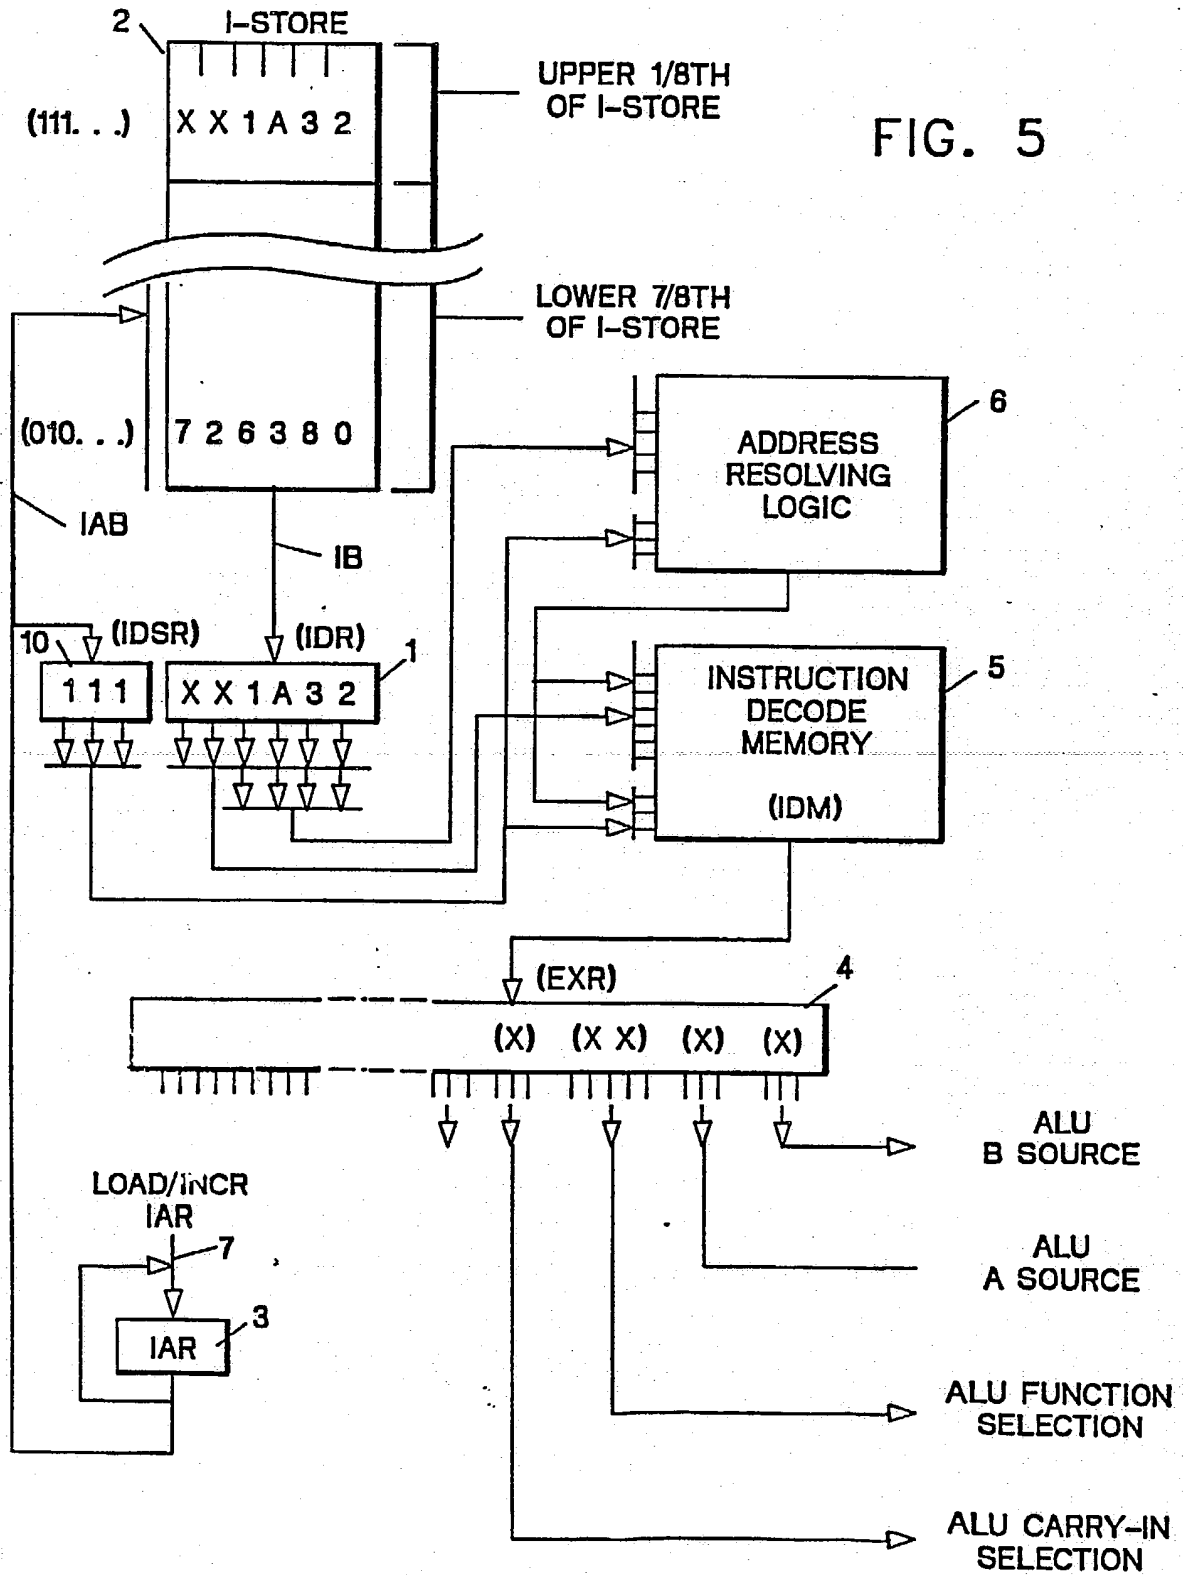 I-STORE
2
UPPER 1/8TH
OF I-STORE
(111. . .)
X X 1 A 3 2
FIG. 5
LOWER 7/8TH
OF I-STORE
(010. . .)
7 2 6 3 8 0
6
ADDRESS
RESOLVING
LOGIC
IAB
IB
10
(IDSR)
(IDR)
1
1 1 1
X X 1 A 3 2
5
INSTRUCTION
DECODE
MEMORY
(IDM)
(EXR)
4
(X) (X X) (X) (X)
ALU
B SOURCE
LOAD/INCR
IAR
7
ALU
A SOURCE
3
IAR
ALU FUNCTION
SELECTION
ALU CARRY-IN
SELECTION